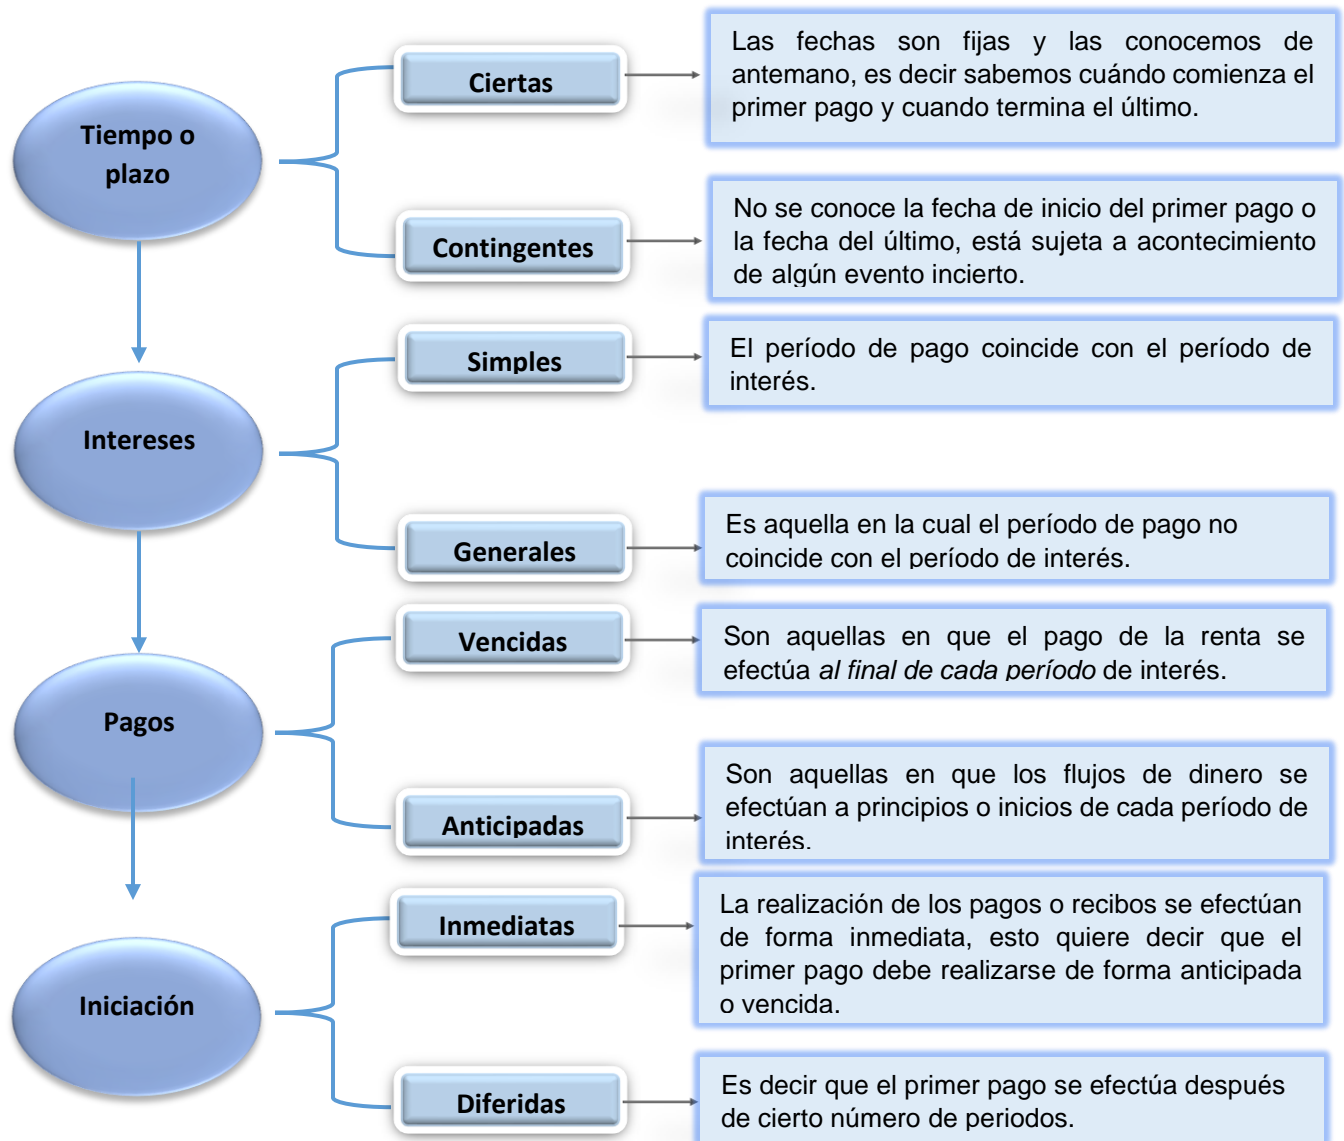 Tiempo o
plazo
Ciertas
Las fechas son fijas y las conocemos de
antemano, es decir sabemos cuándo comienza el
primer pago y cuando termina el último.
Contingentes
No se conoce la fecha de inicio del primer pago o
la fecha del último, está sujeta a acontecimiento
de algún evento incierto.
Intereses
Simples
El período de pago coincide con el período de
interés.
Generales
Es aquella en la cual el período de pago no
coincide con el período de interés.
Pagos
Vencidas
Son aquellas en que el pago de la renta se
efectúa al final de cada período de interés.
Anticipadas
Son aquellas en que los flujos de dinero se
efectúan a principios o inicios de cada período de
interés.
Iniciación
Inmediatas
La realización de los pagos o recibos se efectúan
de forma inmediata, esto quiere decir que el
primer pago debe realizarse de forma anticipada
o vencida.
Diferidas
Es decir que el primer pago se efectúa después
de cierto número de periodos.